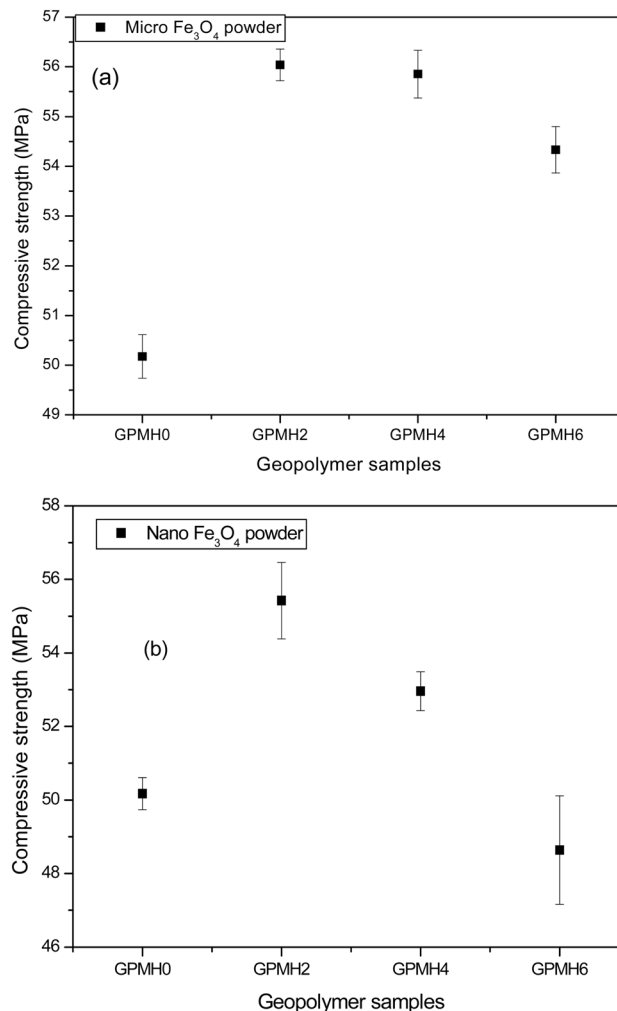 Micro Fe₃O₄ powder
(a)
57
56
55
54
53
52
51
50
49
Compressive strength (MPa)
GPMH0 GPMH2 GPMH4 GPMH6
Geopolymer samples
Nano Fe₃O₄ powder
(b)
58
56
54
52
50
48
46
Compressive strength (MPa)
GPMH0 GPMH2 GPMH4 GPMH6
Geopolymer samples